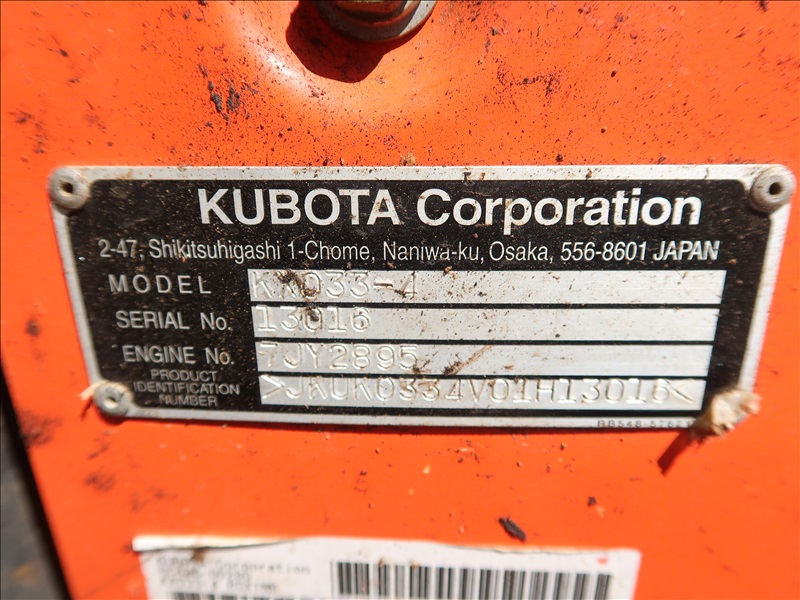 KUBOTA Corporation
2-47, Shikitsuhigashi 1-Chome, Naniwa-ku, Osaka, 556-8601 JAPAN
MODEL KX033-4
SERIAL No. 13016
ENGINE No. 7JY2895
PRODUCT
IDENTIFICATION
NUMBER >JKUK0334V01H13016<
Corporation